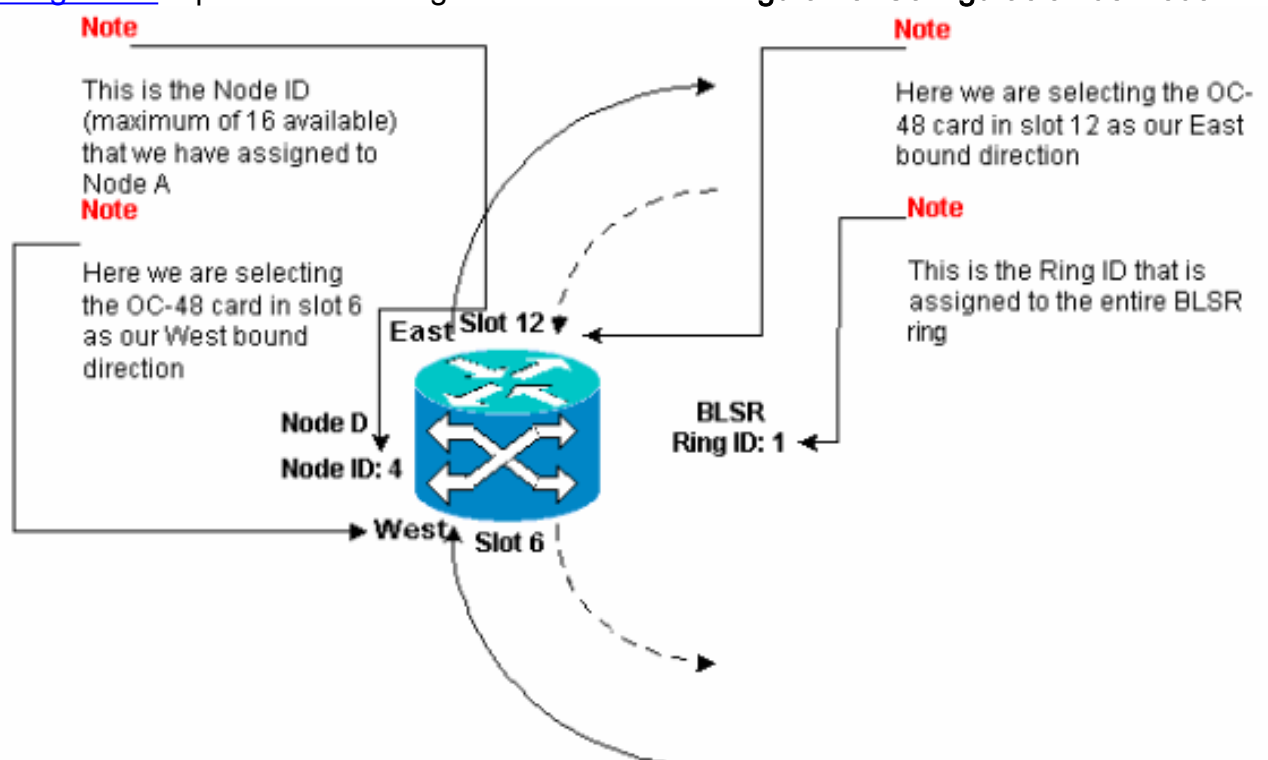 Note
This is the Node ID
(maximum of 16 available)
that we have assigned to
Node A
Note
Here we are selecting
the OC-48 card in slot 6
as our West bound
direction
Note
Here we are selecting the OC-
48 card in slot 12 as our East
bound direction
Note
This is the Ring ID that is
assigned to the entire BLSR
ring
East
Slot 12
Node D
Node ID: 4
BLSR
Ring ID: 1
West
Slot 6